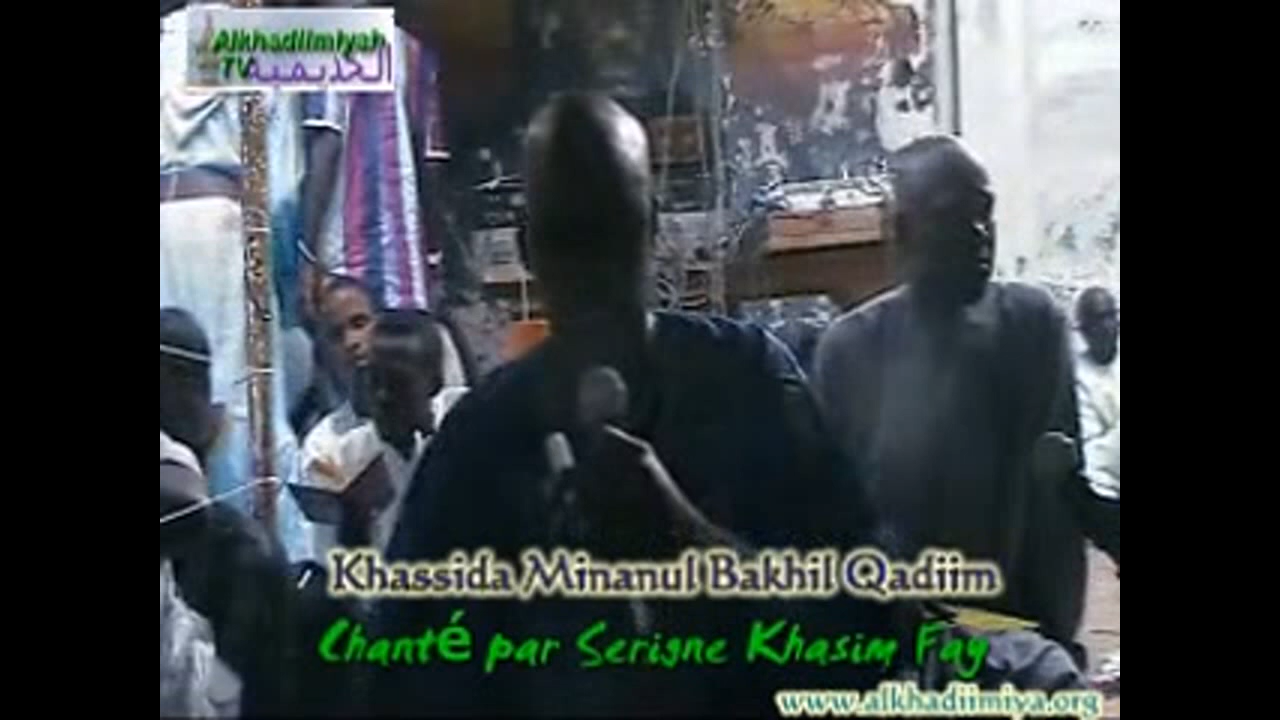 Alkhadiimiyah
TV الخديمية
Khassida Minanul Bakhil Qadiim
Chanté par Serigne Khasim Fay
www.alkhadiimiya.org